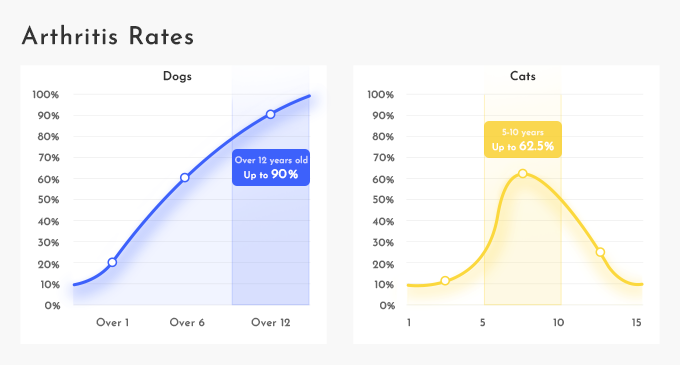 Arthritis Rates
Dogs
100%
90%
80%
70%
60%
50%
40%
30%
20%
10%
0%
Over 12 years old
Up to 90%
Over 1
Over 6
Over 12
Cats
100%
90%
80%
70%
60%
50%
40%
30%
20%
10%
0%
5-10 years
Up to 62.5%
1
5
10
15